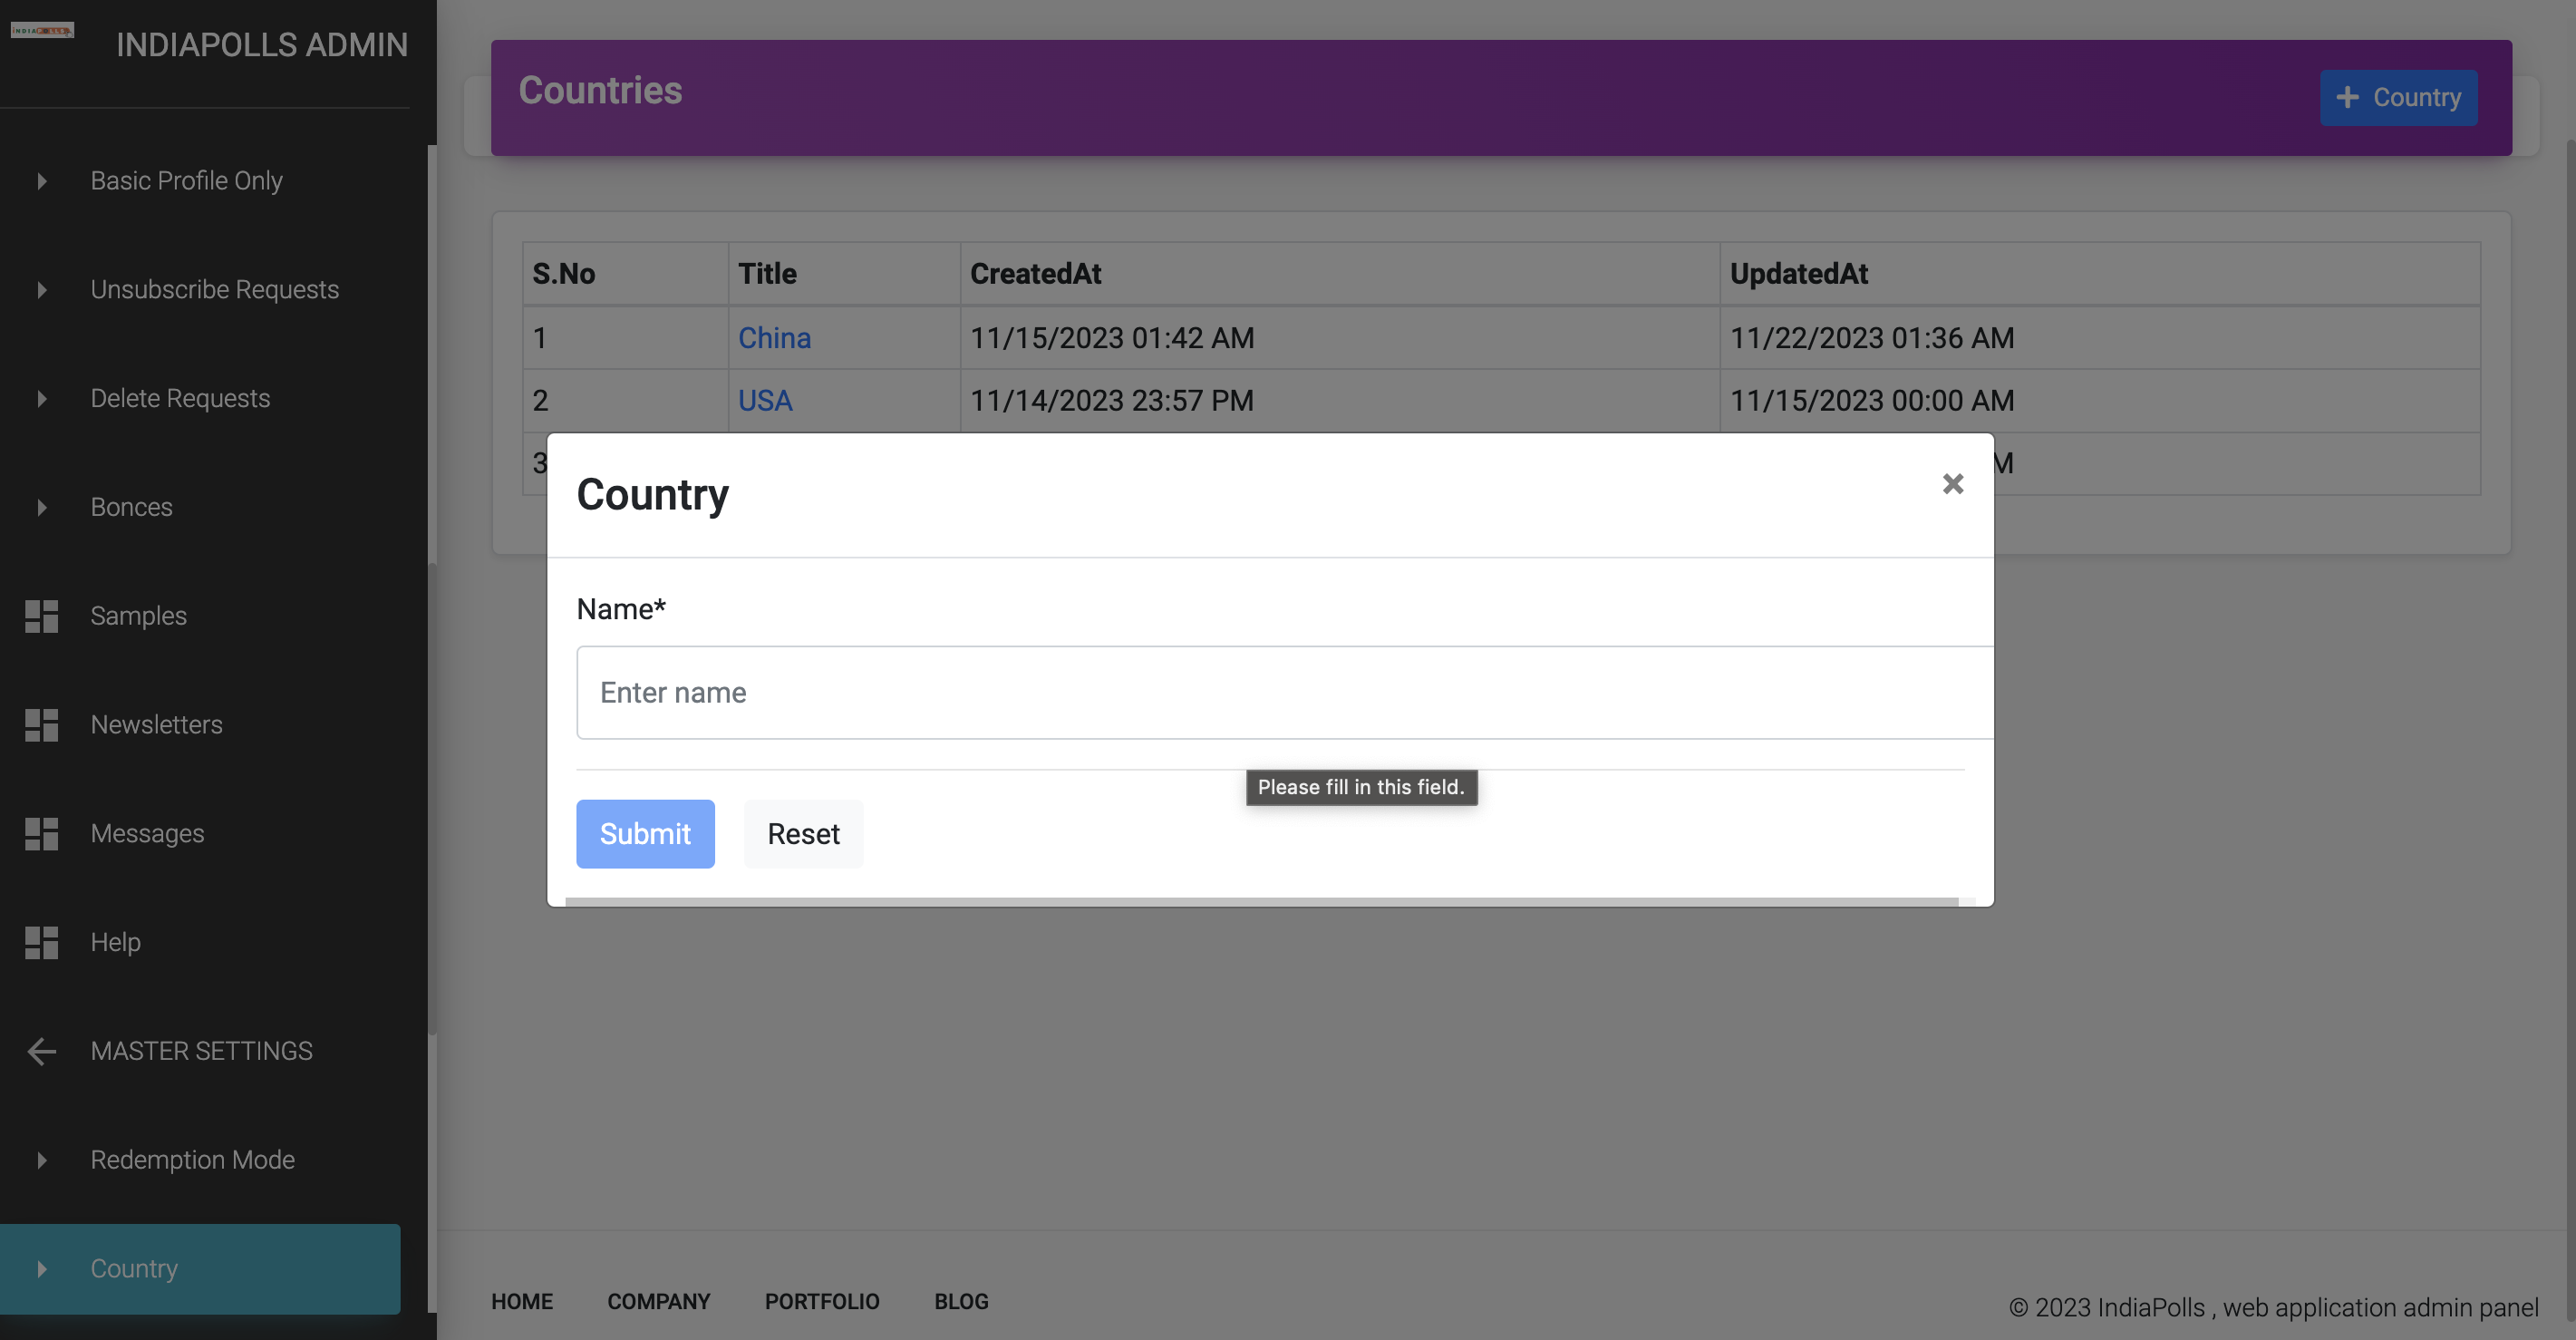 INDIAPOLLS
INDIAPOLLS ADMIN
Basic Profile Only
Unsubscribe Requests
Delete Requests
Bonces
Samples
Newsletters
Messages
Help
MASTER SETTINGS
Redemption Mode
Country
Countries
+ Country
S.No Title CreatedAt UpdatedAt
1 China 11/15/2023 01:42 AM 11/22/2023 01:36 AM
2 USA 11/14/2023 23:57 PM 11/15/2023 00:00 AM
3
Country
×
Name*
Enter name
Please fill in this field.
Submit Reset
HOME COMPANY PORTFOLIO BLOG
© 2023 IndiaPolls , web application admin panel